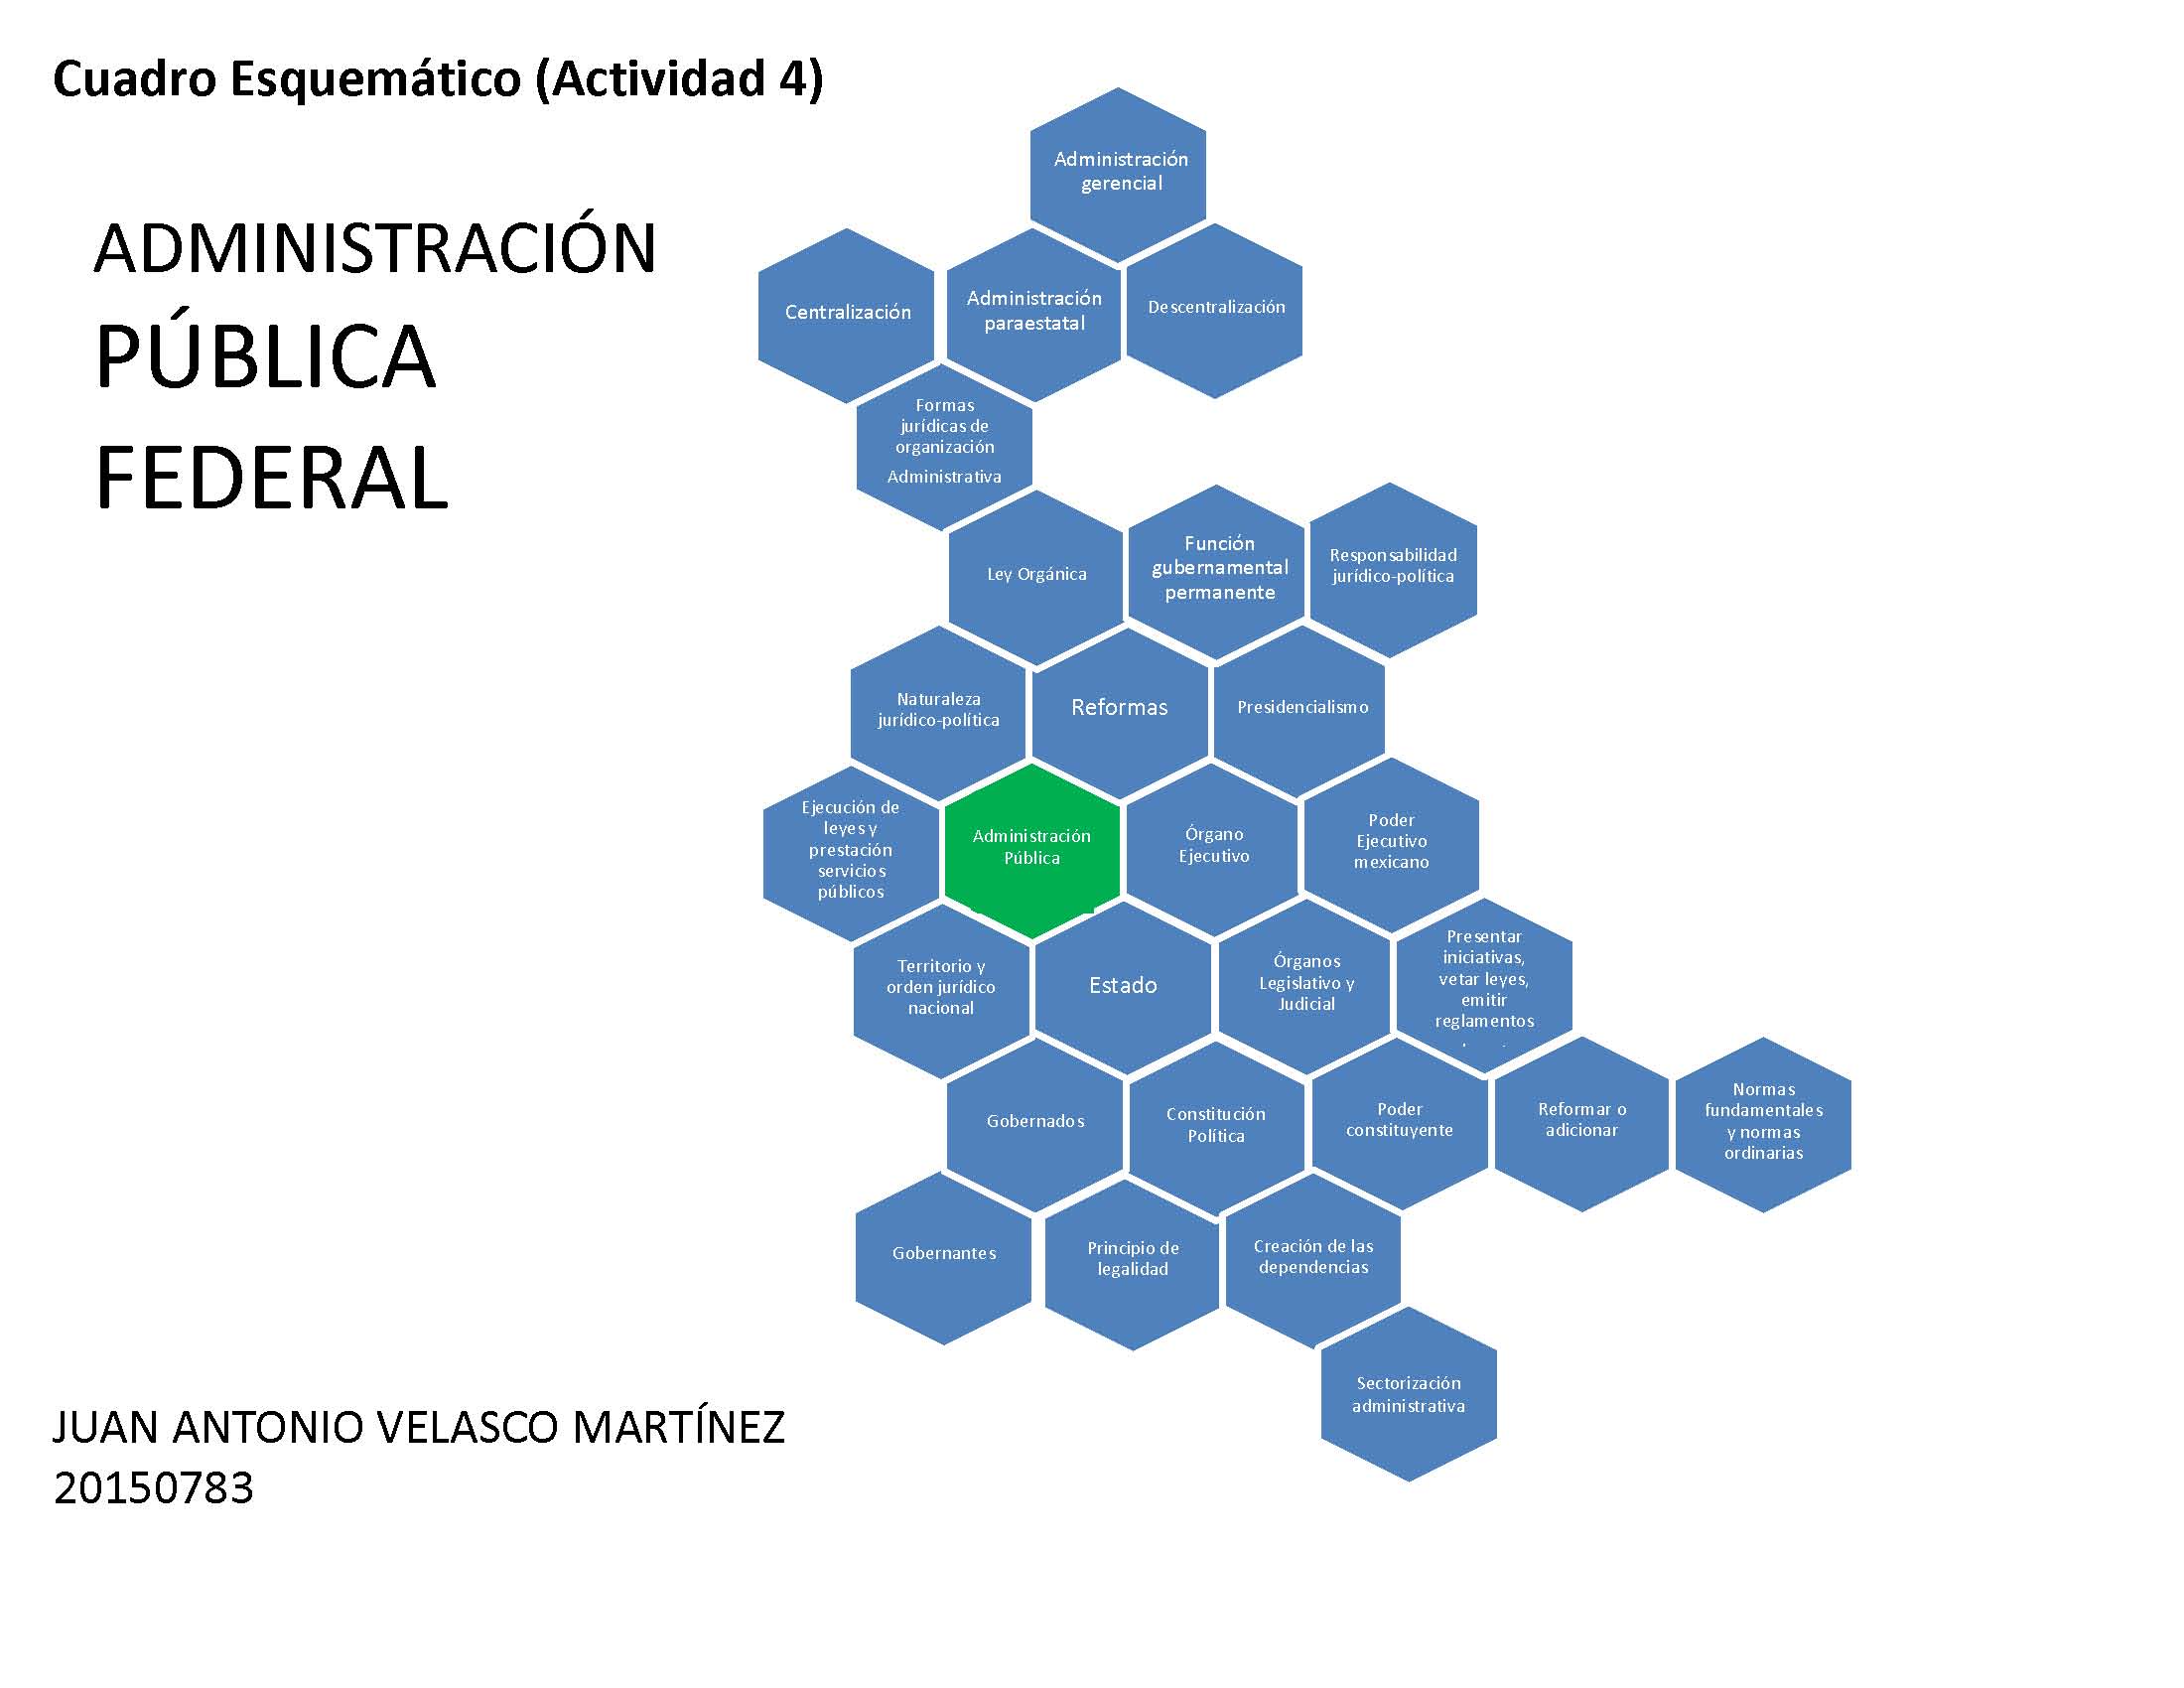 Cuadro Esquemático (Actividad 4)
ADMINISTRACIÓN
PÚBLICA
FEDERAL
Administración
gerencial
Centralización
Administración
paraestatal
Descentralización
Formas
jurídicas de
organización
Administrativa
Ley Orgánica
Función
gubernamental
permanente
Responsabilidad
jurídico-política
Naturaleza
jurídico-política
Reformas
Presidencialismo
Ejecución de
leyes y
prestación
servicios
públicos
Administración
Pública
Órgano
Ejecutivo
Poder
Ejecutivo
mexicano
Territorio y
orden jurídico
nacional
Estado
Órganos
Legislativo y
Judicial
Presentar
iniciativas,
vetar leyes,
emitir
reglamentos
Gobernados
Constitución
Política
Poder
constituyente
Reformar o
adicionar
Normas
fundamentales
y normas
ordinarias
Gobernantes
Principio de
legalidad
Creación de las
dependencias
Sectorización
administrativa
JUAN ANTONIO VELASCO MARTÍNEZ
20150783